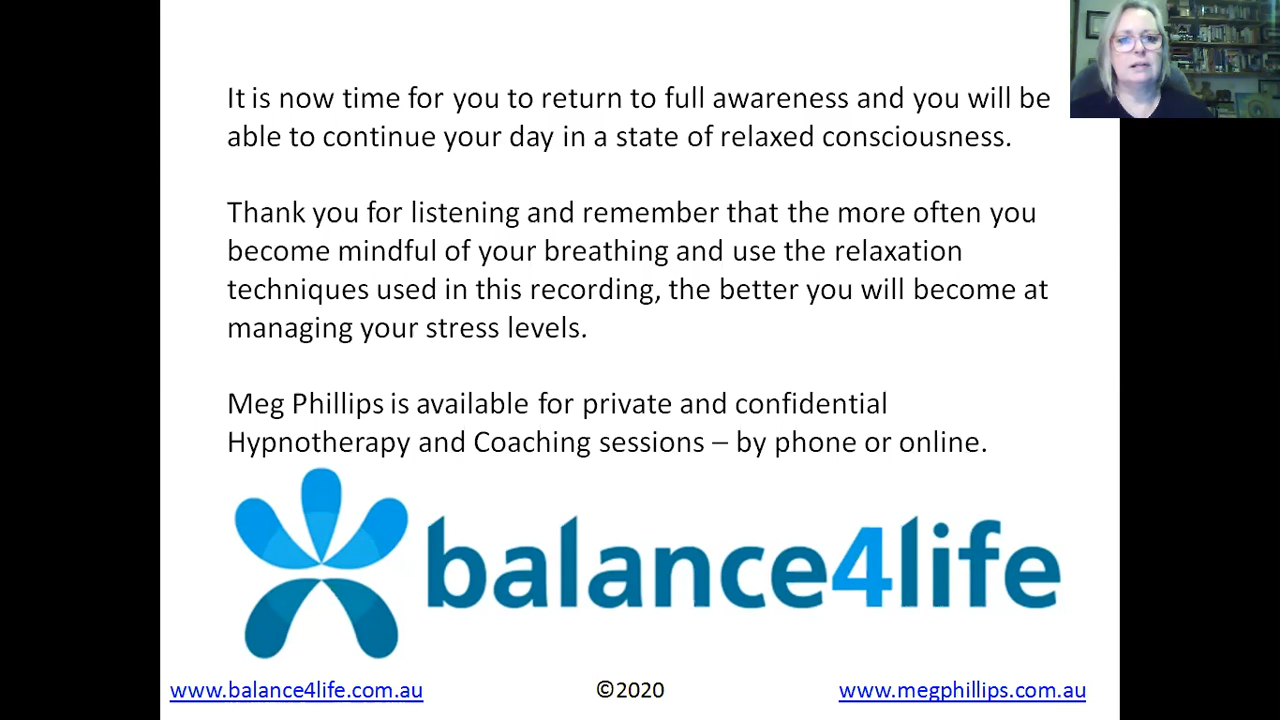 It is now time for you to return to full awareness and you will be
able to continue your day in a state of relaxed consciousness.
Thank you for listening and remember that the more often you
become mindful of your breathing and use the relaxation
techniques used in this recording, the better you will become at
managing your stress levels.
Meg Phillips is available for private and confidential
Hypnotherapy and Coaching sessions – by phone or online.
balance4life
www.balance4life.com.au
©2020
www.megphillips.com.au